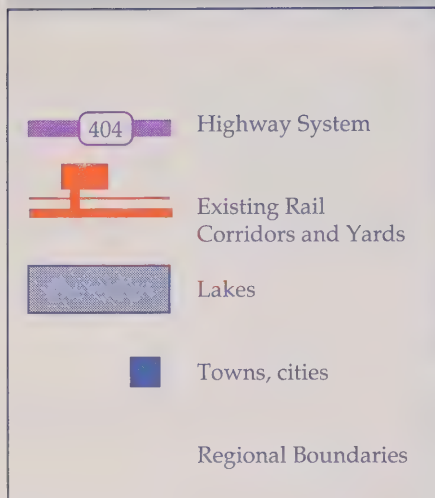 404
Highway System
Existing Rail
Corridors and Yards
Lakes
Towns, cities
Regional Boundaries